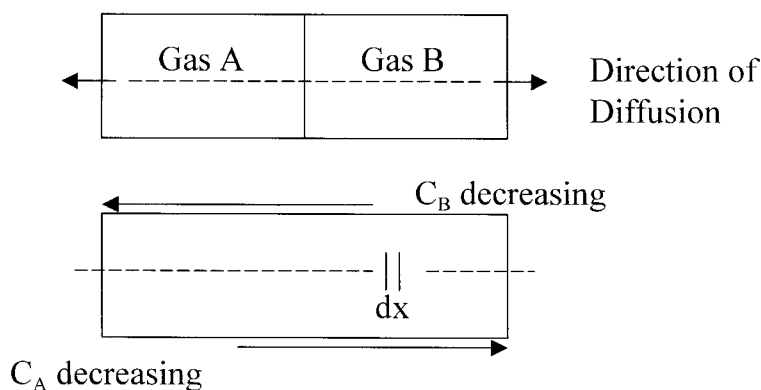 Gas A
Gas B
Direction of
Diffusion
C_B decreasing
dx
C_A decreasing